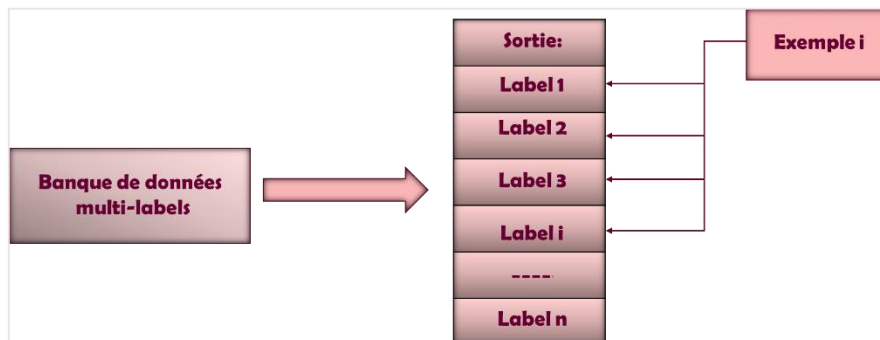 Banque de données
multi-labels
Sortie:
Label 1
Label 2
Label 3
Label i
----
Label n
Exemple i